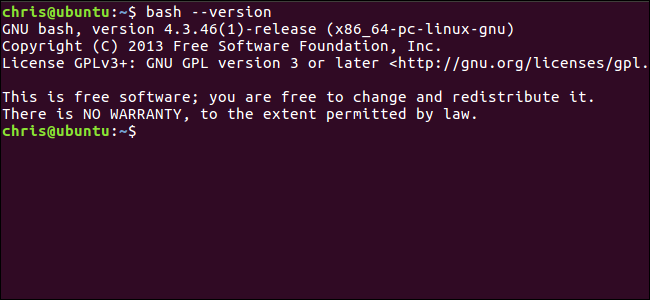 chris@ubuntu:~$ bash --version
GNU bash, version 4.3.46(1)-release (x86_64-pc-linux-gnu)
Copyright (C) 2013 Free Software Foundation, Inc.
License GPLv3+: GNU GPL version 3 or later <http://gnu.org/licenses/gpl.
This is free software; you are free to change and redistribute it.
There is NO WARRANTY, to the extent permitted by law.
chris@ubuntu:~$